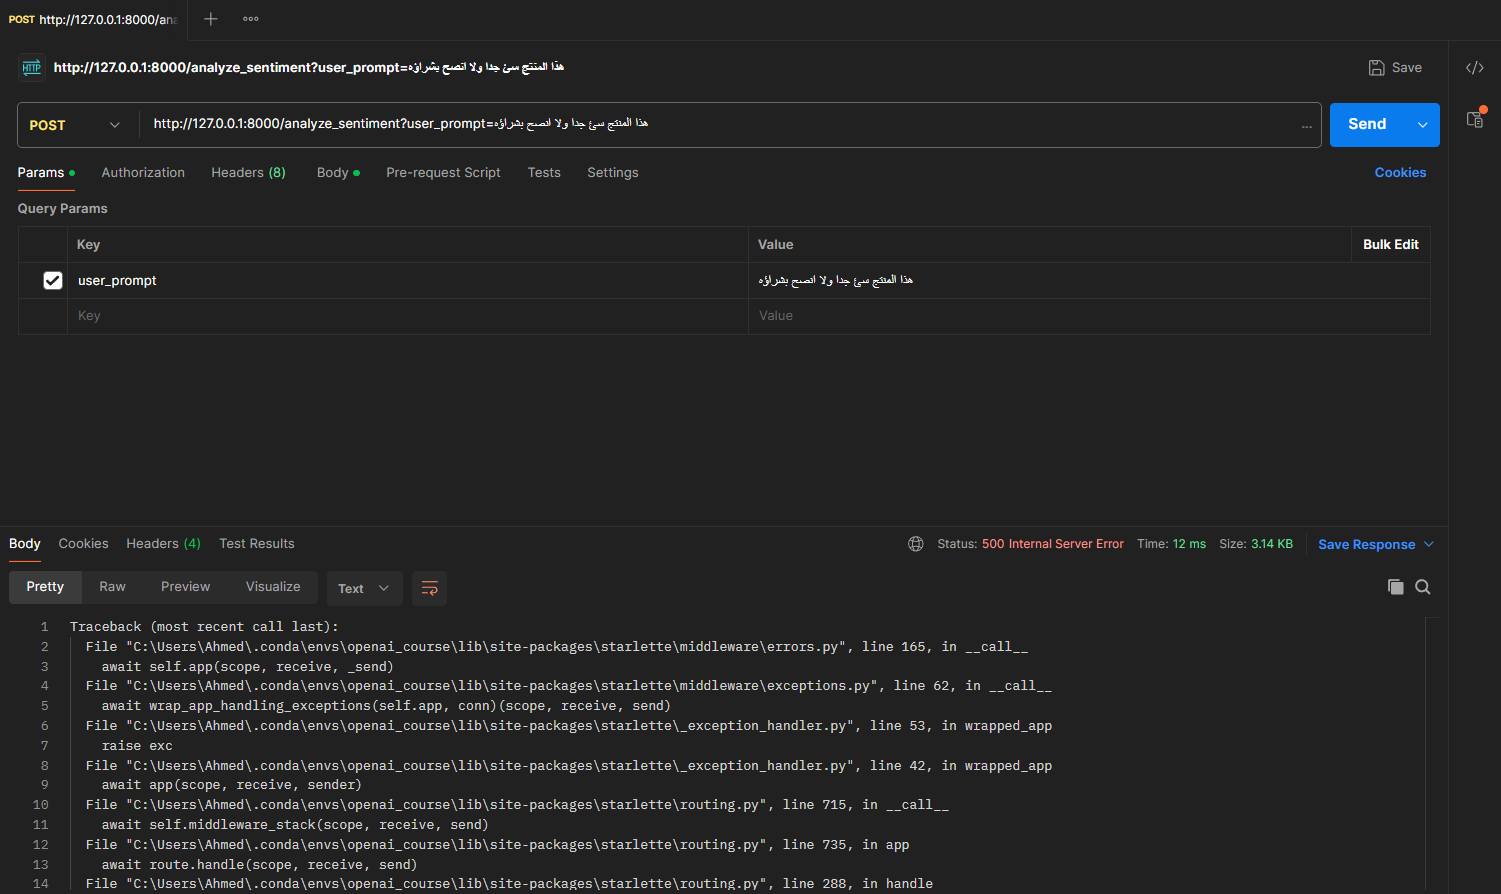 POST http://127.0.0.1:8000/ana
HTTP http://127.0.0.1:8000/analyze_sentiment?user_prompt=هذا المنتج سئ جدا ولا انصح بشراؤه
Save
POST http://127.0.0.1:8000/analyze_sentiment?user_prompt=هذا المنتج سئ جدا ولا انصح بشراؤه
Send
Params Authorization Headers (8) Body Pre-request Script Tests Settings Cookies
Query Params
Key Value Bulk Edit
user_prompt هذا المنتج سئ جدا ولا انصح بشراؤه
Key Value
Body Cookies Headers (4) Test Results Status: 500 Internal Server Error Time: 12 ms Size: 3.14 KB Save Response
Pretty Raw Preview Visualize Text
1 Traceback (most recent call last):
2 File "C:\Users\Ahmed\.conda\envs\openai_course\lib\site-packages\starlette\middleware\errors.py", line 165, in __call__
3 await self.app(scope, receive, _send)
4 File "C:\Users\Ahmed\.conda\envs\openai_course\lib\site-packages\starlette\middleware\exceptions.py", line 62, in __call__
5 await wrap_app_handling_exceptions(self.app, conn)(scope, receive, send)
6 File "C:\Users\Ahmed\.conda\envs\openai_course\lib\site-packages\starlette\_exception_handler.py", line 53, in wrapped_app
7 raise exc
8 File "C:\Users\Ahmed\.conda\envs\openai_course\lib\site-packages\starlette\_exception_handler.py", line 42, in wrapped_app
9 await app(scope, receive, sender)
10 File "C:\Users\Ahmed\.conda\envs\openai_course\lib\site-packages\starlette\routing.py", line 715, in __call__
11 await self.middleware_stack(scope, receive, send)
12 File "C:\Users\Ahmed\.conda\envs\openai_course\lib\site-packages\starlette\routing.py", line 735, in app
13 await route.handle(scope, receive, send)
14 File "C:\Users\Ahmed\.conda\envs\openai_course\lib\site-packages\starlette\routing.py", line 288, in handle